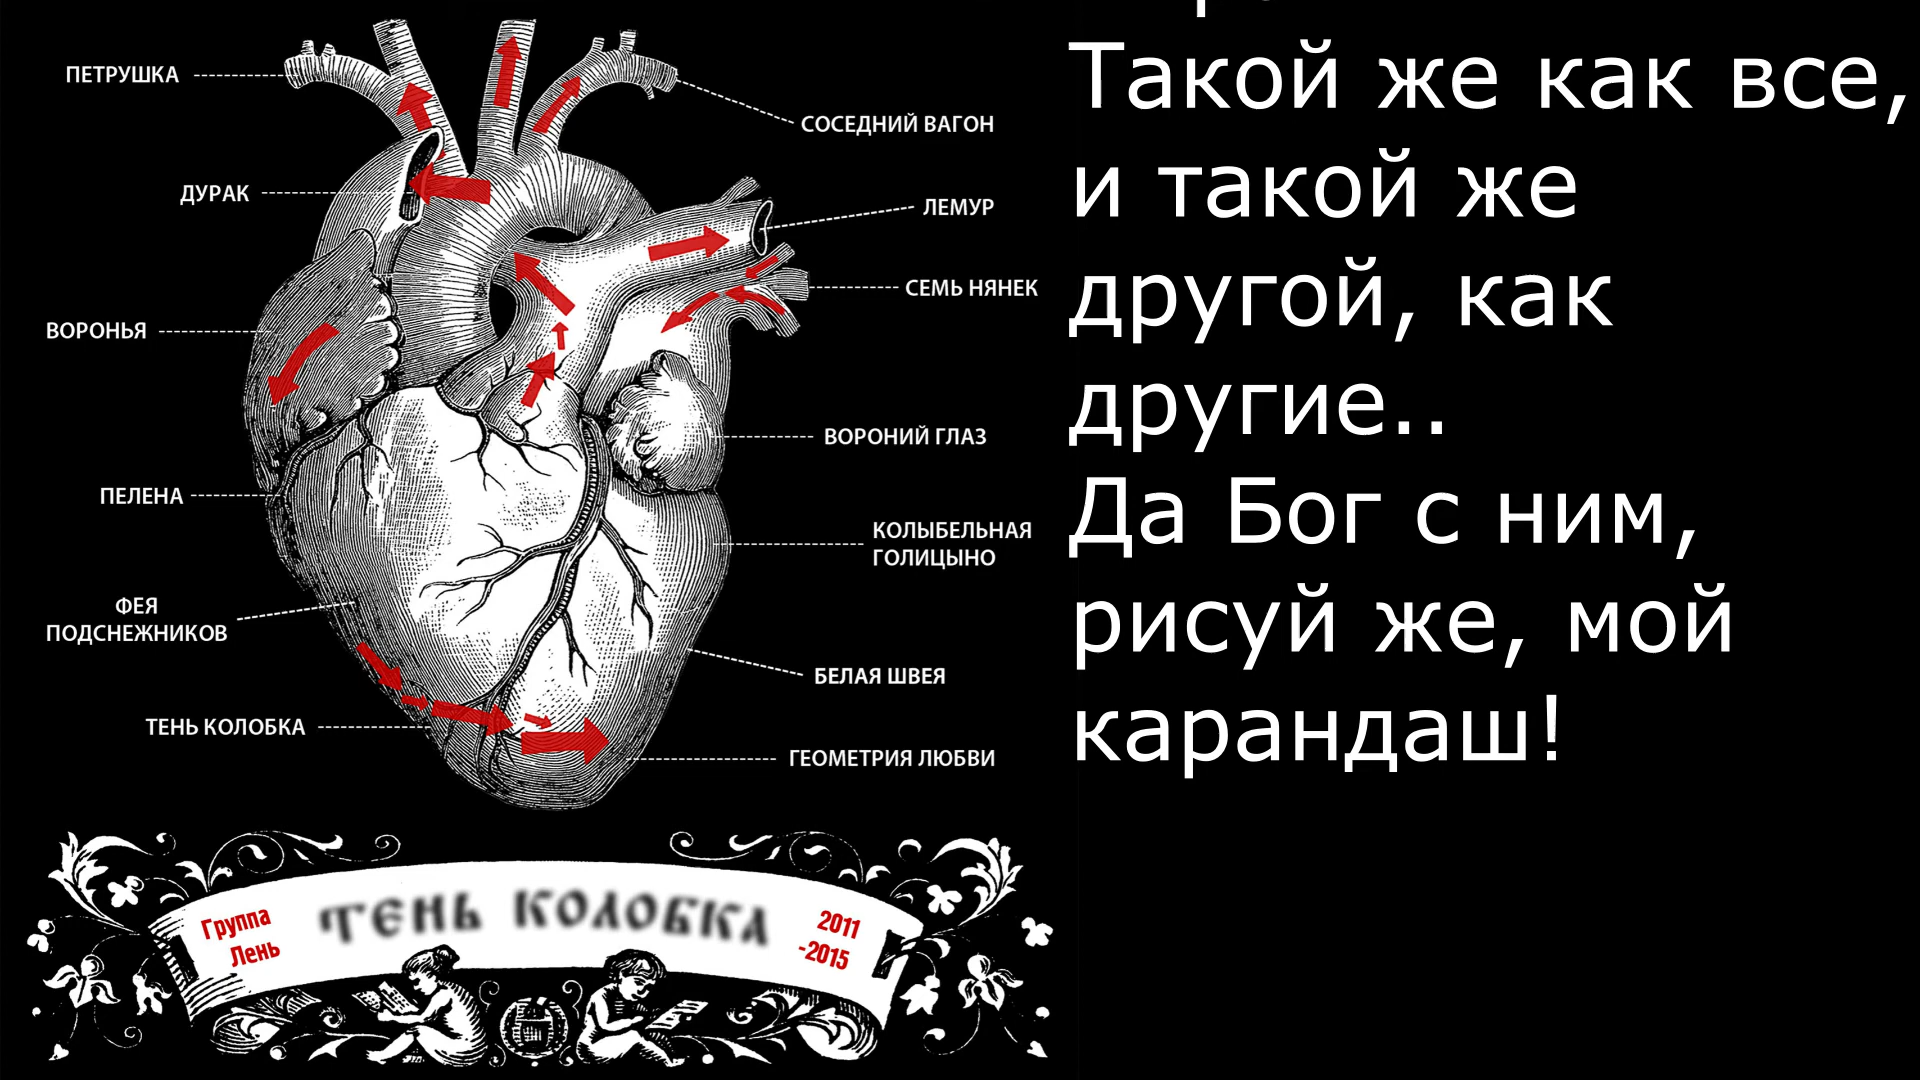 ПЕТРУШКА
СОСЕДНИЙ ВАГОН
ДУРАК
ЛЕМУР
СЕМЬ НЯНЕК
ВОРОНЬЯ
ВОРОНИЙ ГЛАЗ
ПЕЛЕНА
КОЛЫБЕЛЬНАЯ
ГОЛИЦЫНО
ФЕЯ
ПОДСНЕЖНИКОВ
БЕЛАЯ ШВЕЯ
ТЕНЬ КОЛОБКА
ГЕОМЕТРИЯ ЛЮБВИ
Группа
Лень
ТЕНЬ КОЛОБКА
2011
-2015
Такой же как все,
и такой же
другой, как
другие..
Да Бог с ним,
рисуй же, мой
карандаш!